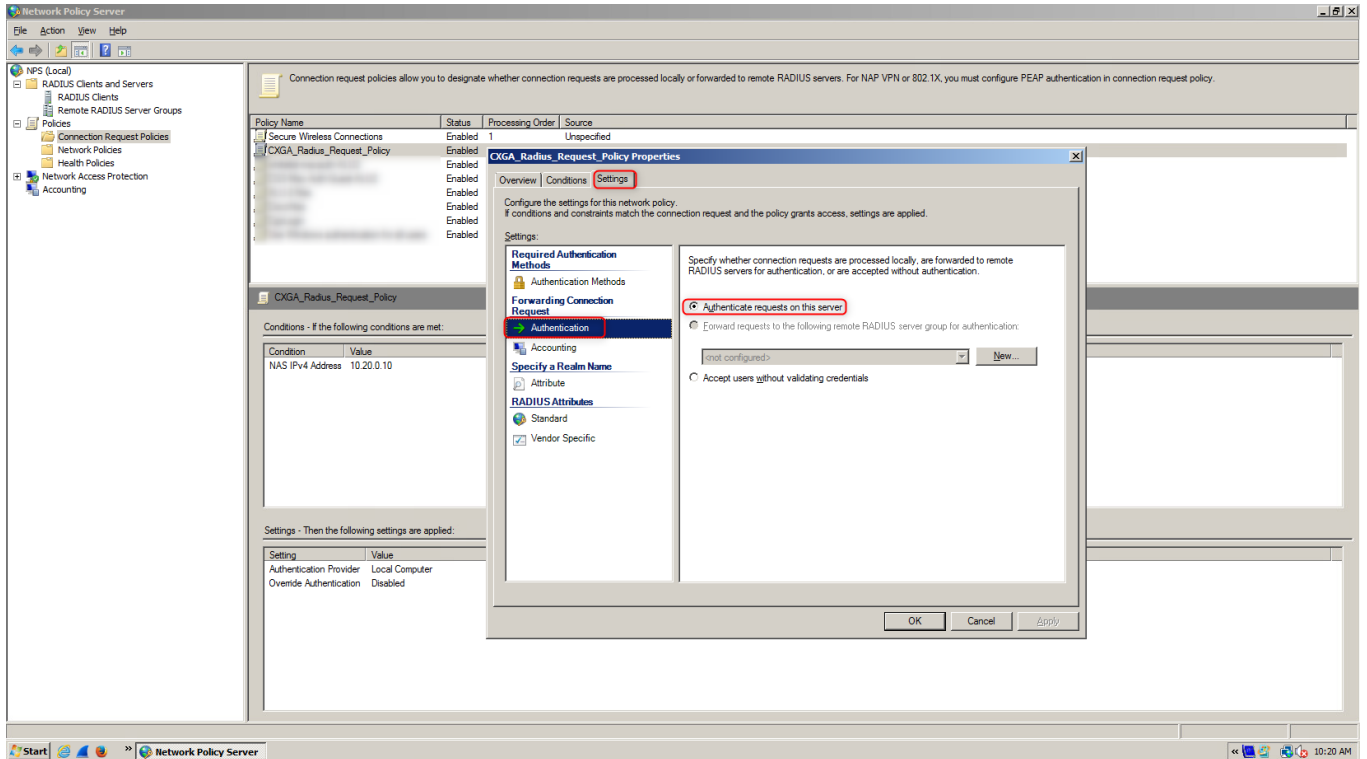 Network Policy Server
File Action View Help
NPS (Local)
RADIUS Clients and Servers
RADIUS Clients
Remote RADIUS Server Groups
Policies
Connection Request Policies
Network Policies
Health Policies
Network Access Protection
Accounting
Connection request policies allow you to designate whether connection requests are processed locally or forwarded to remote RADIUS servers. For NAP VPN or 802.1X, you must configure PEAP authentication in connection request policy.
Policy Name Status Processing Order Source
Secure Wireless Connections Enabled 1 Unspecified
CXGA_Radius_Request_Policy Enabled
Enabled
Enabled
Enabled
Enabled
Enabled
Enabled
CXGA_Radius_Request_Policy
Conditions - If the following conditions are met:
Condition Value
NAS IPv4 Address 10.20.0.10
Settings - Then the following settings are applied:
Setting Value
Authentication Provider Local Computer
Override Authentication Disabled
CXGA_Radius_Request_Policy Properties
Overview Conditions Settings
Configure the settings for this network policy.
If conditions and constraints match the connection request and the policy grants access, settings are applied.
Settings:
Required Authentication
Methods
Authentication Methods
Forwarding Connection
Request
Authentication
Accounting
Specify a Realm Name
Attribute
RADIUS Attributes
Standard
Vendor Specific
Specify whether connection requests are processed locally, are forwarded to remote
RADIUS servers for authentication, or are accepted without authentication.
Authenticate requests on this server
Forward requests to the following remote RADIUS server group for authentication:
<not configured> New...
Accept users without validating credentials
OK Cancel Apply
Start Network Policy Server 10:20 AM